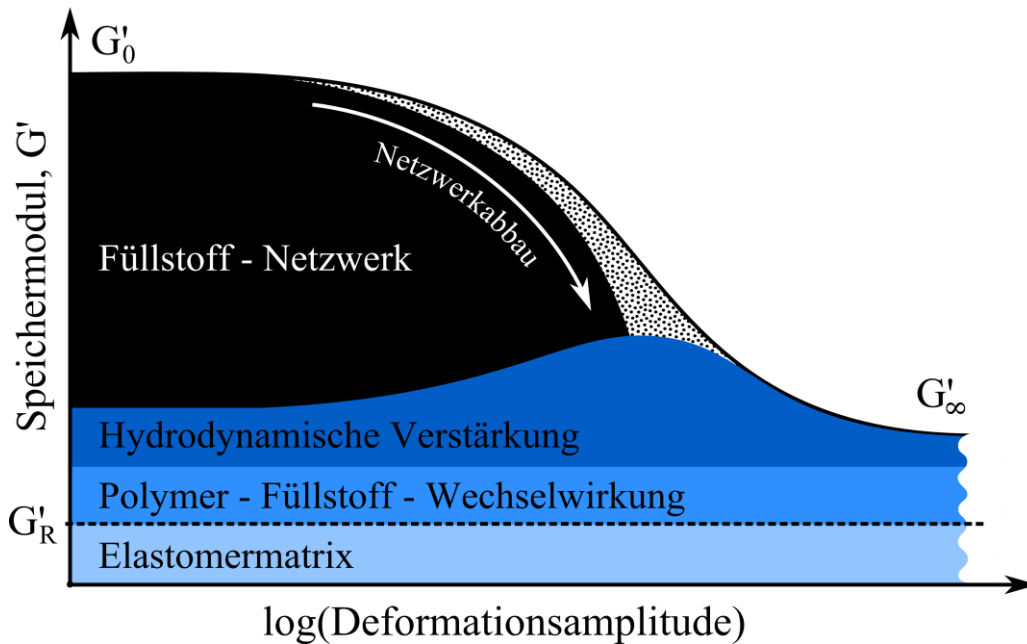 G'0
Speichermodul, G'
Netzwerkabbau
Füllstoff - Netzwerk
G'∞
Hydrodynamische Verstärkung
Polymer - Füllstoff - Wechselwirkung
G'R
Elastomermatrix
log(Deformationsamplitude)